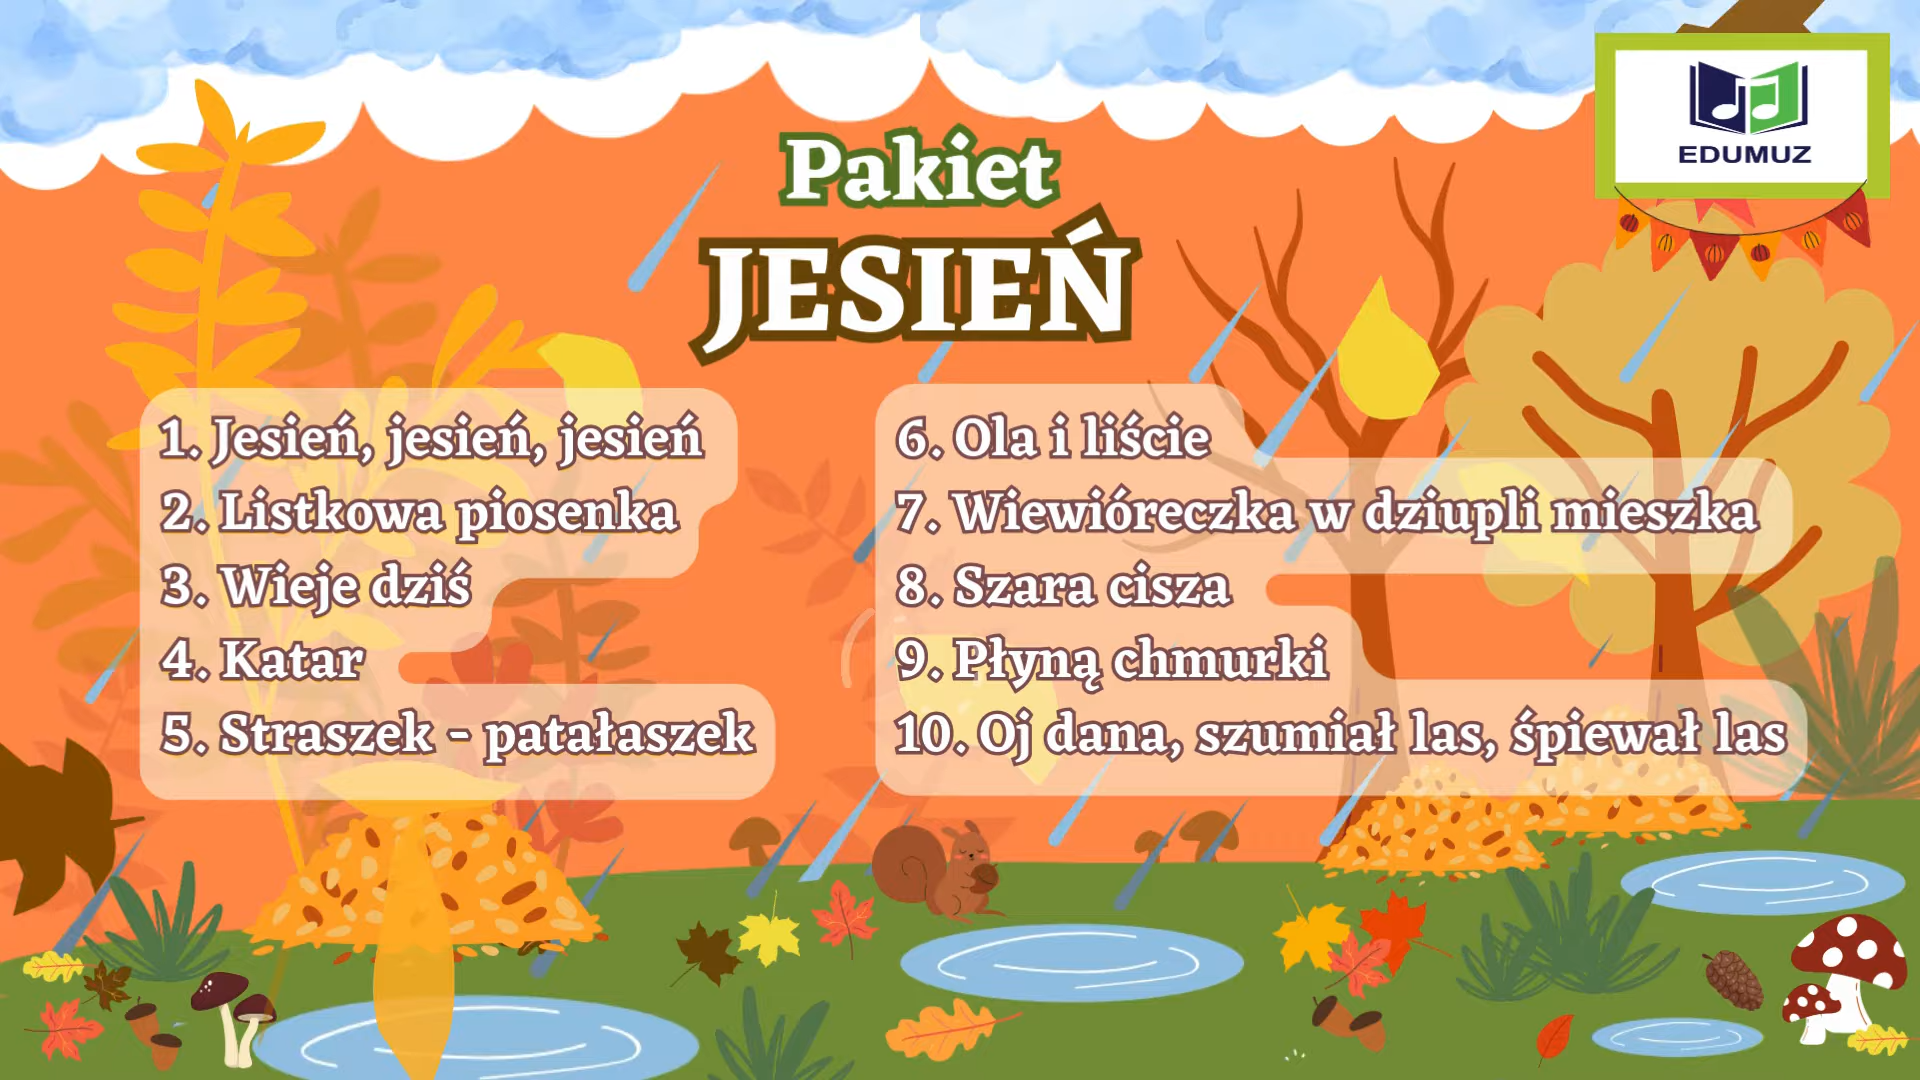 EDUMUZ
Pakiet
JESIEŃ
1. Jesień, jesień, jesień
2. Listkowa piosenka
3. Wieje dziś
4. Katar
5. Straszek - patałaszek
6. Ola i liście
7. Wiewióreczka w dziupli mieszka
8. Szara cisza
9. Płyną chmurki
10. Oj dana, szumiał las, śpiewał las